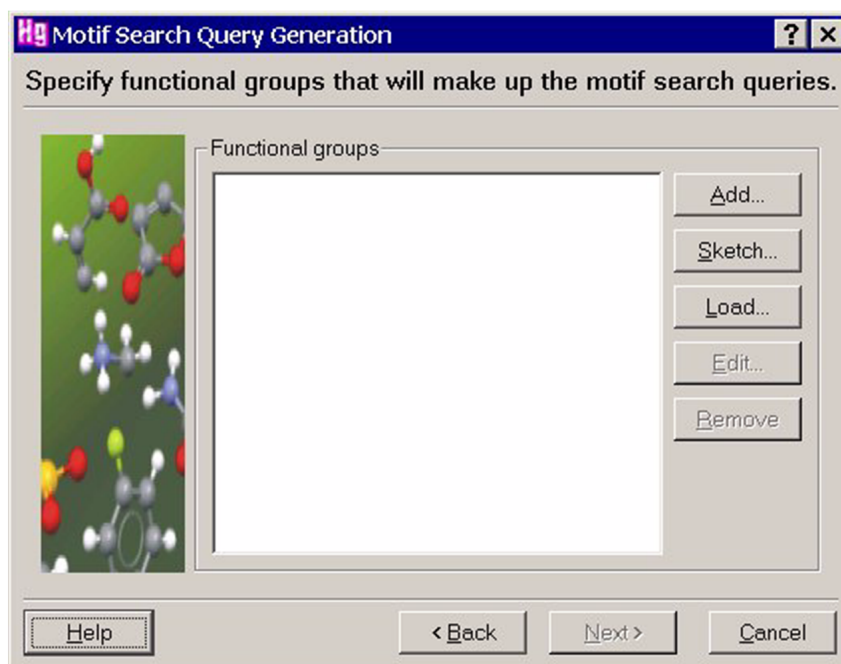 Hg Motif Search Query Generation ? ×
Specify functional groups that will make up the motif search queries.
Functional groups
Add...
Sketch...
Load...
Edit...
Remove
Help < Back Next > Cancel